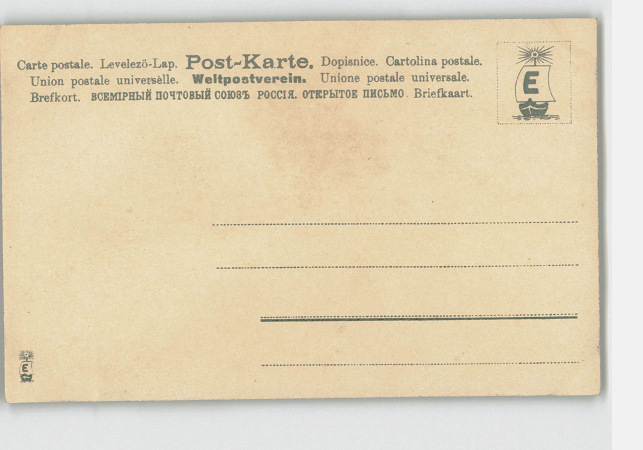 Carte postale. Levelező-Lap. Post-Karte. Dopisnice. Cartolina postale.
Union postale universelle. Weltpostverein. Unione postale universale.
Brefkort. ВСЕМІРНЫЙ ПОЧТОВЫЙ СОЮЗЪ РОССІЯ. ОТКРЫТОЕ ПИСЬМО. Briefkaart.
E
E